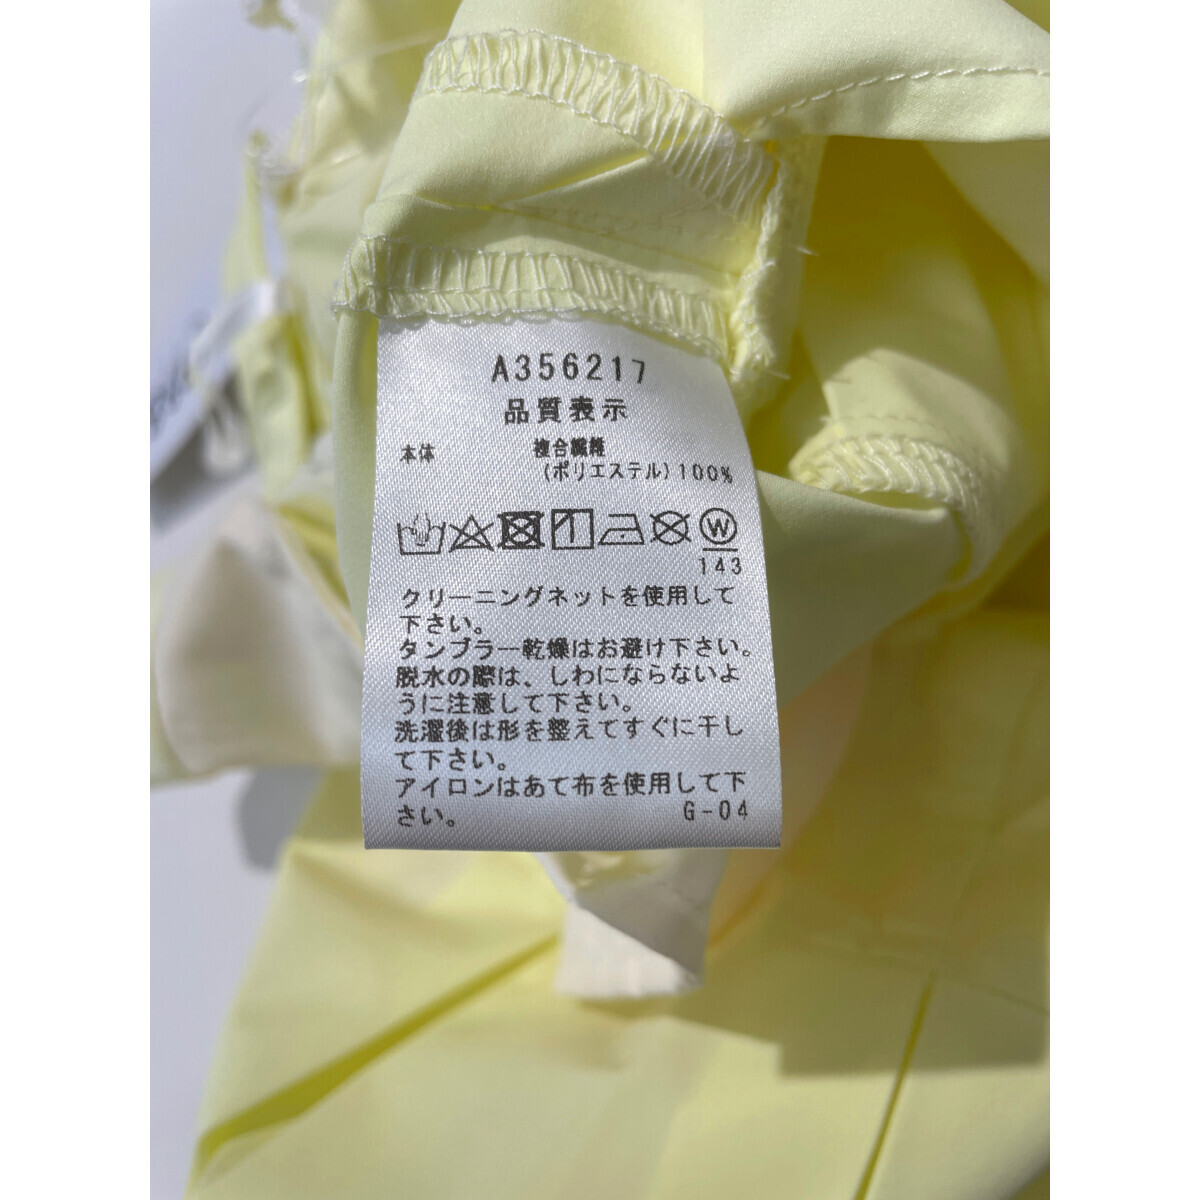 A356217
品質表示
本体 複合繊維
(ポリエステル)100%
W
143
クリーニングネットを使用して
下さい。
タンブラー乾燥はお避け下さい。
脱水の際は、しわにならないよ
うに注意して下さい。
洗濯後は形を整えてすぐに干し
て下さい。
アイロンはあて布を使用して下
さい。 G-04